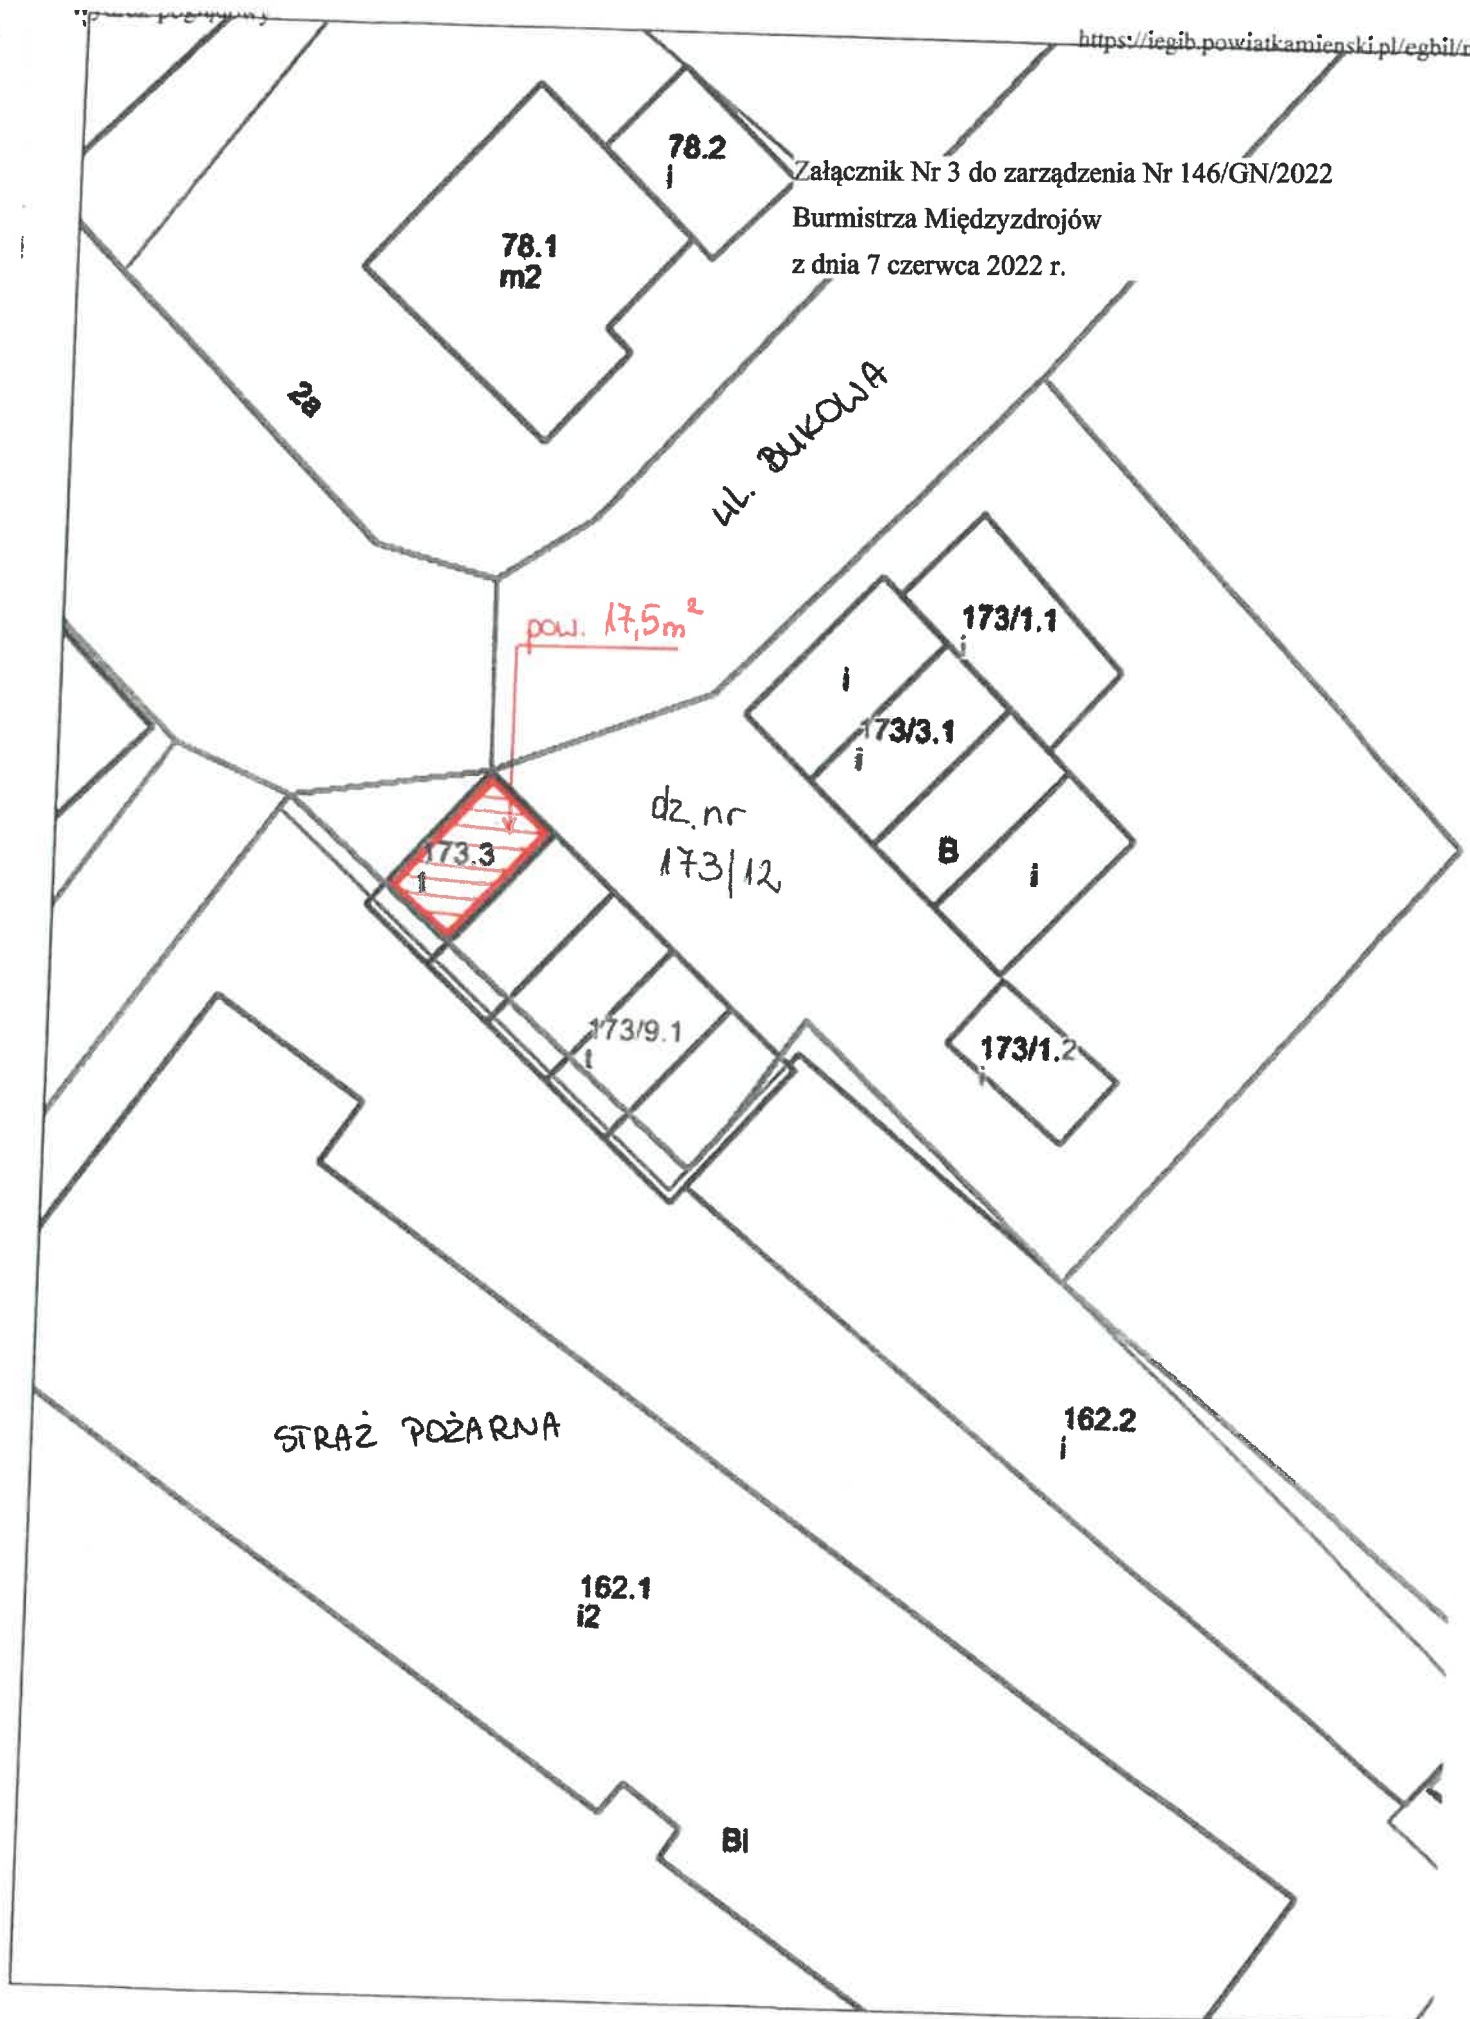 https://iegib.powiatkamienski.pl/egbil/
78.2
i
Załącznik Nr 3 do zarządzenia Nr 146/GN/2022
Burmistrza Międzyzdrojów
z dnia 7 czerwca 2022 r.
78.1
m2
2a
UL. BUKOWA
pow. 17,5m²
173/1.1
i
i
173/3.1
i
dz. nr
173/12
173.3
t
B
i
173/9.1
t
173/1.2
i
STRAŻ POŻARNA
162.2
i
162.1
i2
Bi